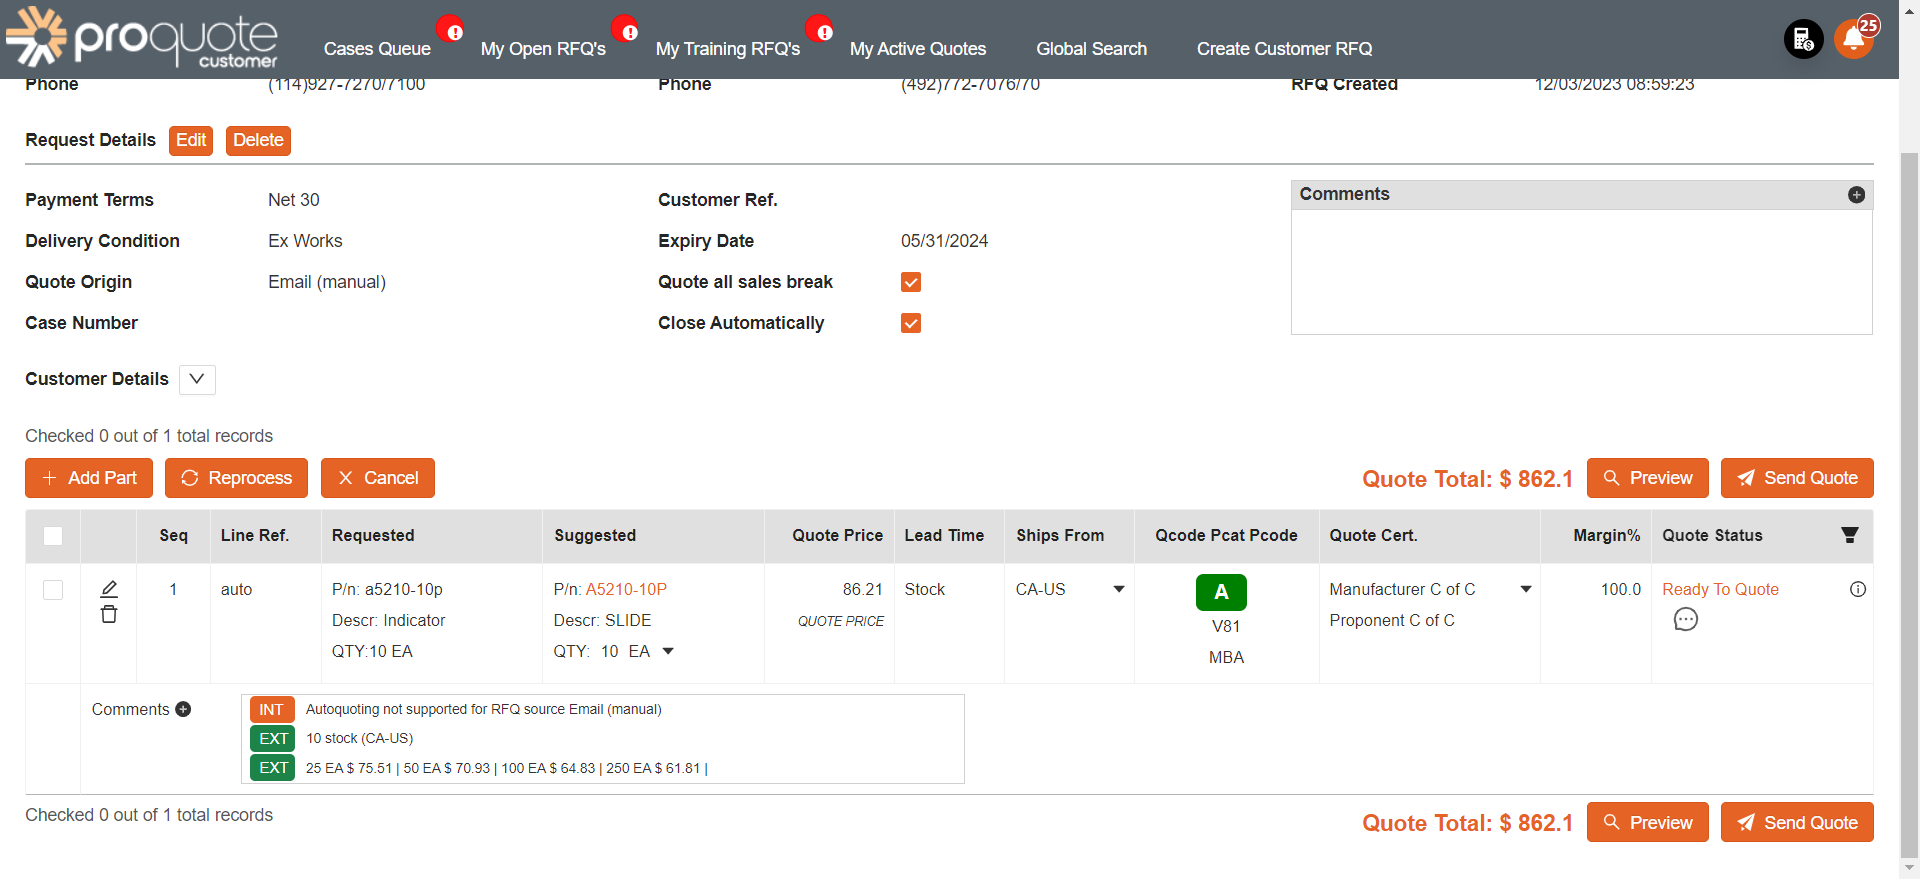 proquote
customer
Cases Queue
My Open RFQ's
My Training RFQ's
My Active Quotes
Global Search
Create Customer RFQ
25
Phone (114)927-7270/7100 Phone (492)772-7076/70 RFQ Created 12/03/2023 08:59:23
Request Details Edit Delete
Payment Terms Net 30 Customer Ref. Comments
Delivery Condition Ex Works Expiry Date 05/31/2024
Quote Origin Email (manual) Quote all sales break
Case Number Close Automatically
Customer Details
Checked 0 out of 1 total records
Add Part Reprocess Cancel Quote Total: $ 862.1 Preview Send Quote
Seq Line Ref. Requested Suggested Quote Price Lead Time Ships From Qcode Pcat Pcode Quote Cert. Margin% Quote Status
1 auto P/n: a5210-10p P/n: A5210-10P 86.21 Stock CA-US A Manufacturer C of C 100.0 Ready To Quote
Descr: Indicator Descr: SLIDE QUOTE PRICE V81 Proponent C of C
QTY:10 EA QTY: 10 EA MBA
Comments INT Autoquoting not supported for RFQ source Email (manual)
EXT 10 stock (CA-US)
EXT 25 EA $ 75.51 | 50 EA $ 70.93 | 100 EA $ 64.83 | 250 EA $ 61.81 |
Checked 0 out of 1 total records
Quote Total: $ 862.1 Preview Send Quote